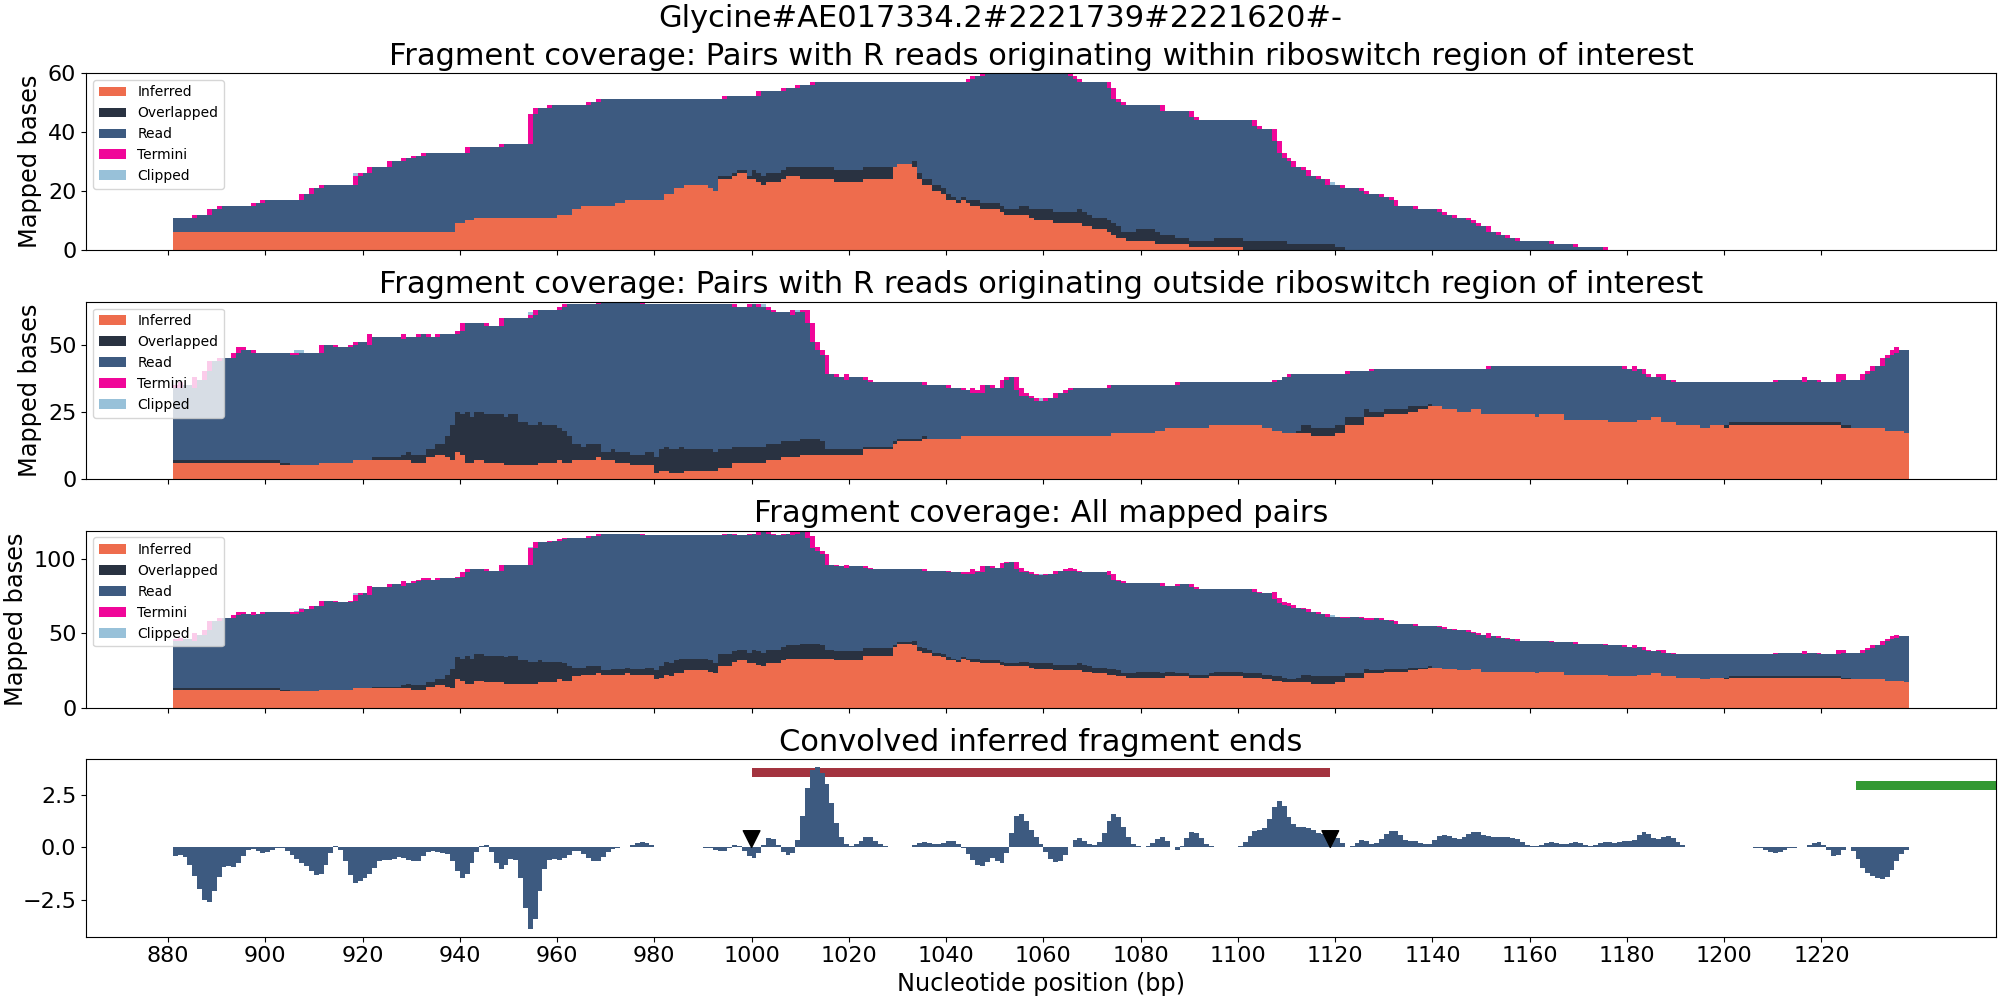 Glycine#AE017334.2#2221739#2221620#-
Fragment coverage: Pairs with R reads originating within riboswitch region of interest
Mapped bases
60
40
20
0
Inferred
Overlapped
Read
Termini
Clipped
Fragment coverage: Pairs with R reads originating outside riboswitch region of interest
Mapped bases
50
25
0
Inferred
Overlapped
Read
Termini
Clipped
Fragment coverage: All mapped pairs
Mapped bases
100
50
0
Inferred
Overlapped
Read
Termini
Clipped
Convolved inferred fragment ends
2.5
0.0
−2.5
880 900 920 940 960 980 1000 1020 1040 1060 1080 1100 1120 1140 1160 1180 1200 1220
Nucleotide position (bp)